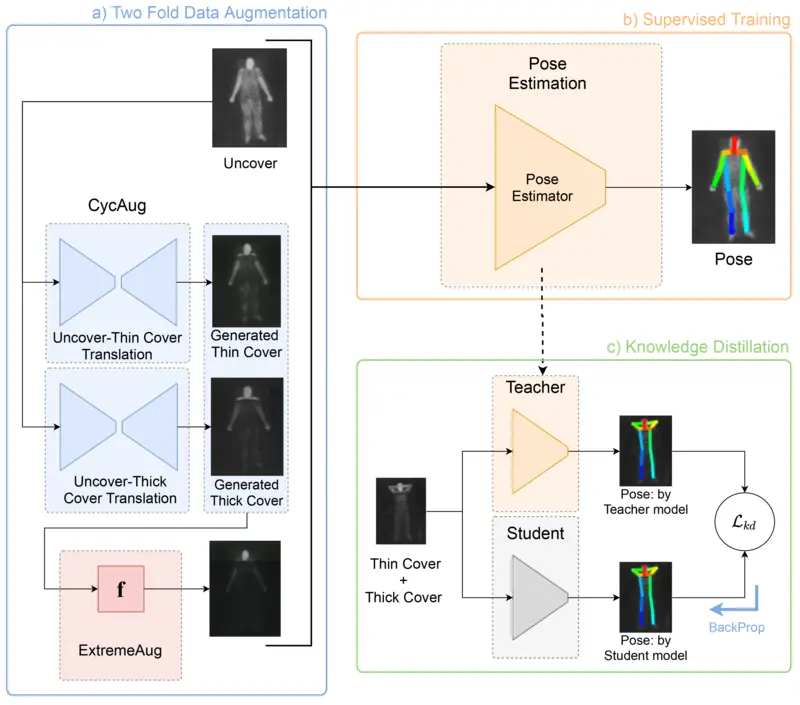 a) Two Fold Data Augmentation
Uncover
CycAug
Uncover-Thin Cover
Translation
Generated
Thin Cover
Uncover-Thick
Cover Translation
Generated
Thick Cover
f
ExtremeAug
b) Supervised Training
Pose
Estimation
Pose
Estimator
Pose
c) Knowledge Distillation
Teacher
Pose: by
Teacher model
Thin Cover
+
Thick Cover
Student
Pose: by
Student model
ℒkd
BackProp